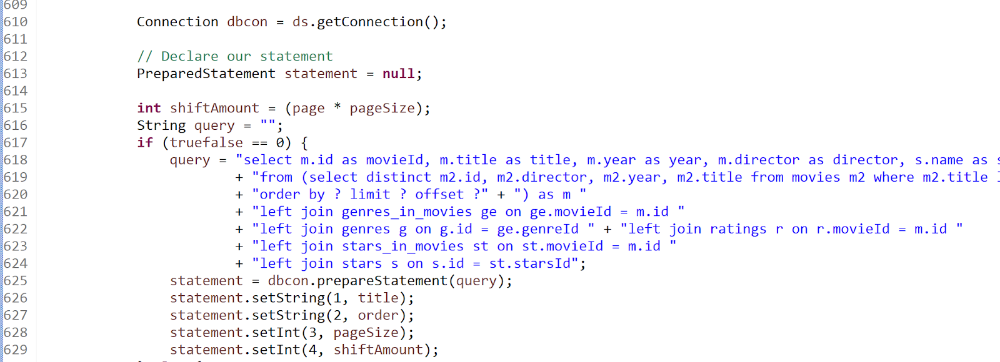 609
610 Connection dbcon = ds.getConnection();
611
612 // Declare our statement
613 PreparedStatement statement = null;
614
615 int shiftAmount = (page * pageSize);
616 String query = "";
617 if (truefalse == 0) {
618 query = "select m.id as movieId, m.title as title, m.year as year, m.director as director, s.name as
619 + "from (select distinct m2.id, m2.director, m2.year, m2.title from movies m2 where m2.title
620 + "order by ? limit ? offset ?" + ") as m "
621 + "left join genres_in_movies ge on ge.movieId = m.id "
622 + "left join genres g on g.id = ge.genreId " + "left join ratings r on r.movieId = m.id "
623 + "left join stars_in_movies st on st.movieId = m.id "
624 + "left join stars s on s.id = st.starsId";
625 statement = dbcon.prepareStatement(query);
626 statement.setString(1, title);
627 statement.setString(2, order);
628 statement.setInt(3, pageSize);
629 statement.setInt(4, shiftAmount);